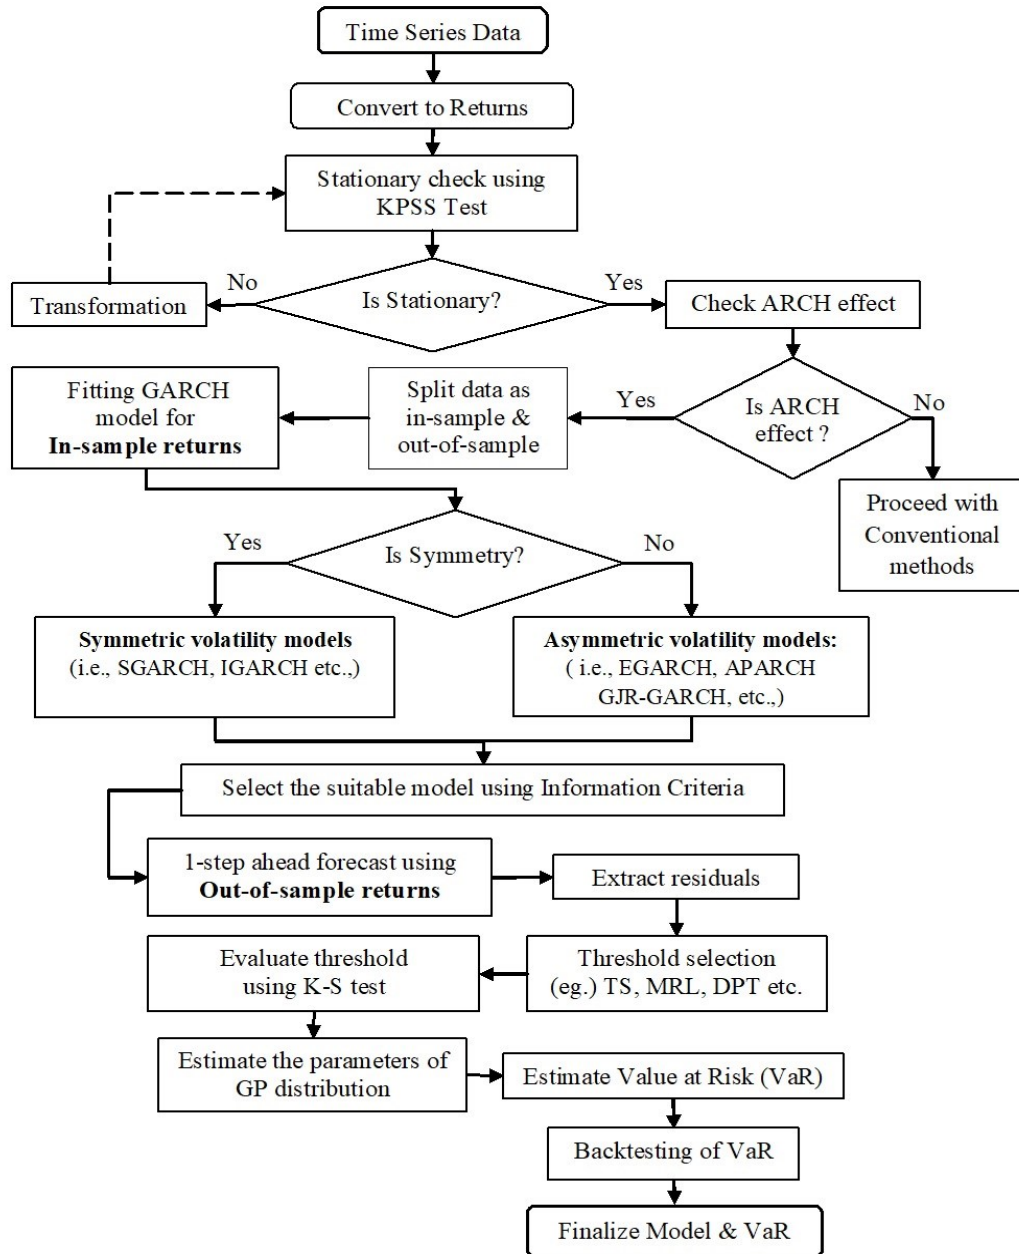 Time Series Data
Convert to Returns
Stationary check using
KPSS Test
No
Is Stationary?
Yes
Transformation
Check ARCH effect
Fitting GARCH
model for
In-sample returns
Split data as
in-sample &
out-of-sample
Yes
Is ARCH
effect ?
No
Proceed with
Conventional
methods
Yes
Is Symmetry?
No
Symmetric volatility models
(i.e., SGARCH, IGARCH etc.,)
Asymmetric volatility models:
( i.e., EGARCH, APARCH
GJR-GARCH, etc.,)
Select the suitable model using Information Criteria
1-step ahead forecast using
Out-of-sample returns
Extract residuals
Evaluate threshold
using K-S test
Threshold selection
(eg.) TS, MRL, DPT etc.
Estimate the parameters of
GP distribution
Estimate Value at Risk (VaR)
Backtesting of VaR
Finalize Model & VaR